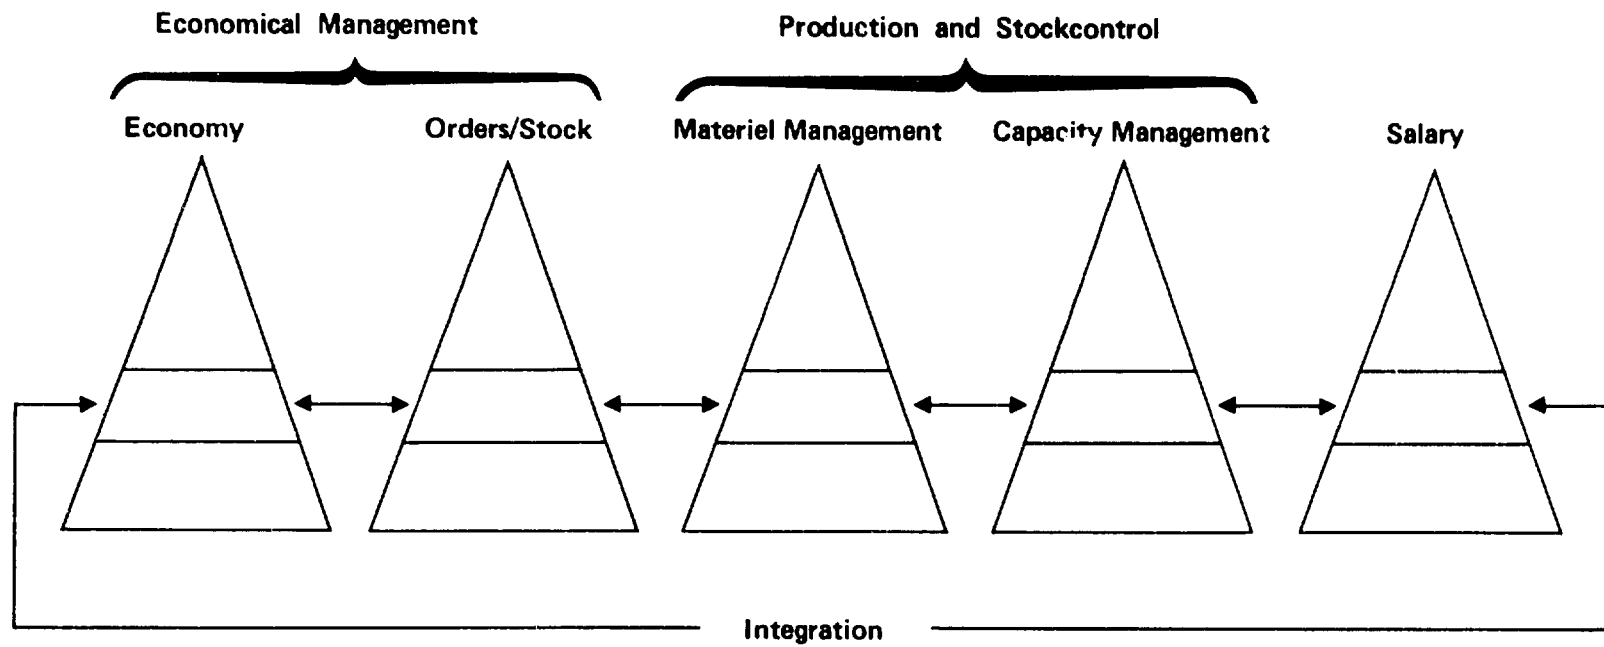 Economical Management
Production and Stockcontrol
Economy
Orders/Stock
Materiel Management
Capacity Management
Salary
Integration